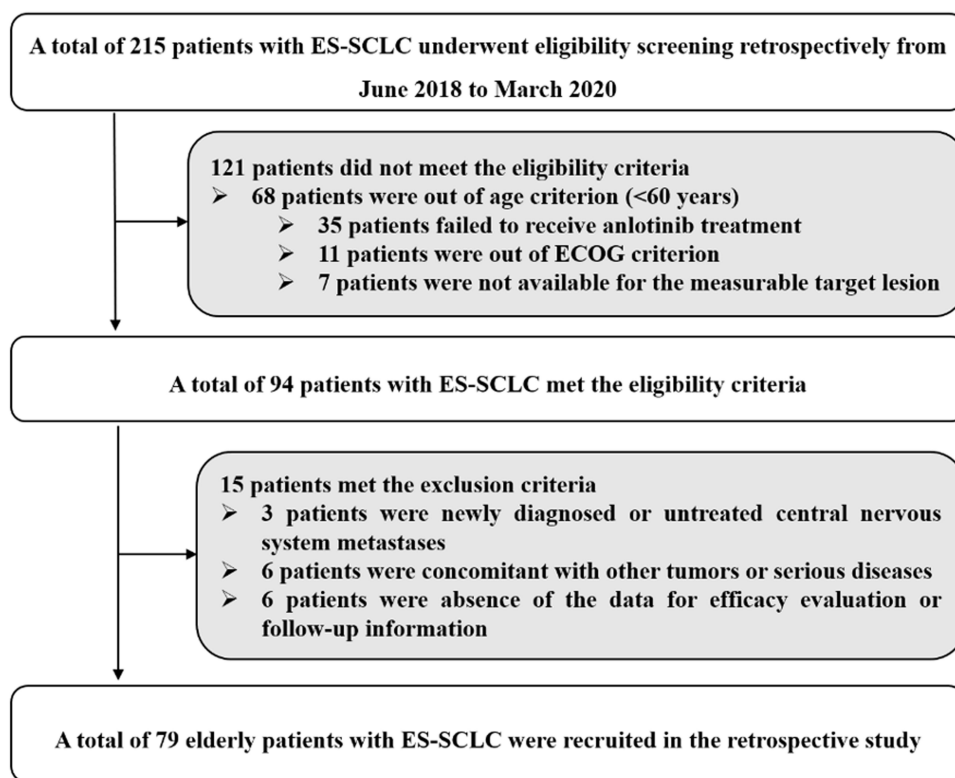 A total of 215 patients with ES-SCLC underwent eligibility screening retrospectively from
June 2018 to March 2020
121 patients did not meet the eligibility criteria
➢ 68 patients were out of age criterion (<60 years)
➢ 35 patients failed to receive anlotinib treatment
➢ 11 patients were out of ECOG criterion
➢ 7 patients were not available for the measurable target lesion
A total of 94 patients with ES-SCLC met the eligibility criteria
15 patients met the exclusion criteria
➢ 3 patients were newly diagnosed or untreated central nervous
system metastases
➢ 6 patients were concomitant with other tumors or serious diseases
➢ 6 patients were absence of the data for efficacy evaluation or
follow-up information
A total of 79 elderly patients with ES-SCLC were recruited in the retrospective study